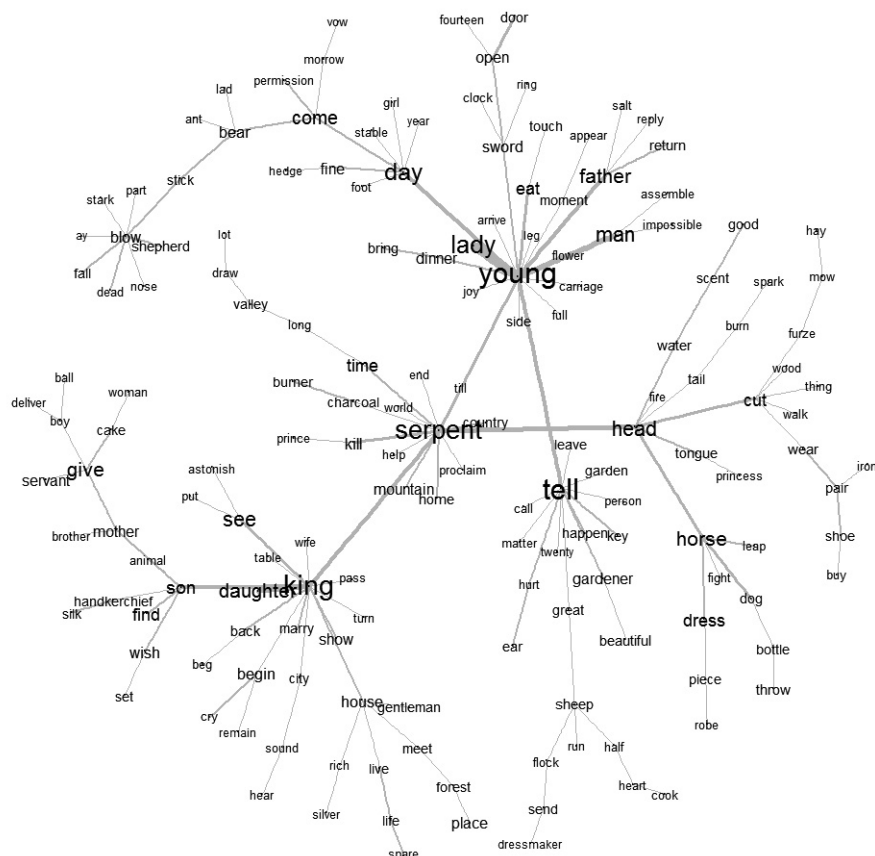 vow
fourteen
door
morrow
open
permission
lad
ring
clock
salt
girl
come
ant
year
touch
reply
bear
stable
appear
sword
return
hedge
fine
day
father
stick
foot
eat
assemble
stark
part
moment
arrive
impossible
good
hay
ay
blow
lot
leg
man
shepherd
lady
bring
dinner
flower
fall
draw
young
scent
mow
spark
nose
carriage
dead
joy
valley
full
side
long
burn
furze
water
time
wood
end
tail
ball
burner
till
thing
woman
fire
cut
deliver
charcoal
world
walk
boy
country
cake
serpent
head
prince
kill
leave
wear
help
tongue
astonish
proclaim
iron
give
garden
princess
servant
mountain
tell
pair
put
home
person
call
see
mother
happen
key
shoe
brother
matter
horse
wife
twenty
leap
animal
table
buy
son
daughter
king
pass
hurt
gardener
fight
handkerchief
dog
silk
find
turn
great
back
marry
show
dress
ear
beautiful
wish
bottle
beg
begin
city
piece
throw
set
house
gentleman
sheep
cry
robe
remain
sound
meet
run
half
flock
rich
live
hear
forest
heart
cook
silver
life
place
send
dressmaker
spare